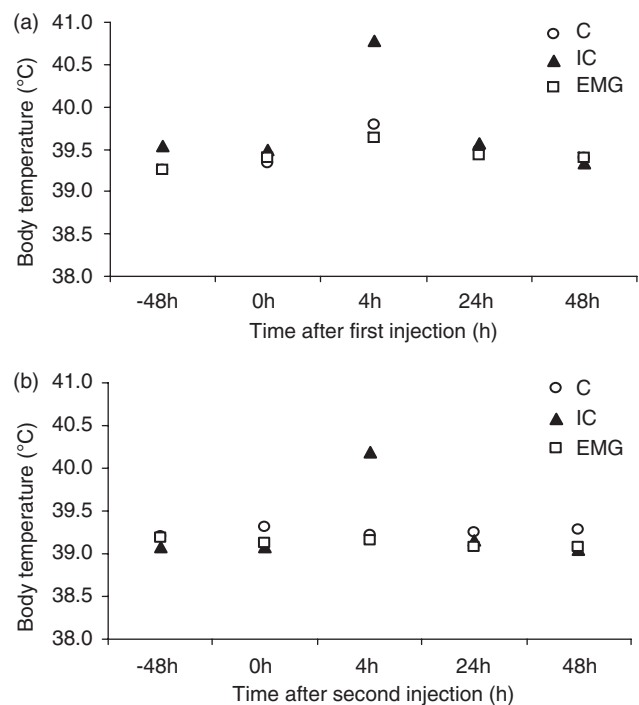 (a)
Body temperature (°C)
41.0
40.5
40.0
39.5
39.0
38.5
38.0
C
IC
EMG
-48h 0h 4h 24h 48h
Time after first injection (h)
(b)
Body temperature (°C)
41.0
40.5
40.0
39.5
39.0
38.5
38.0
C
IC
EMG
-48h 0h 4h 24h 48h
Time after second injection (h)